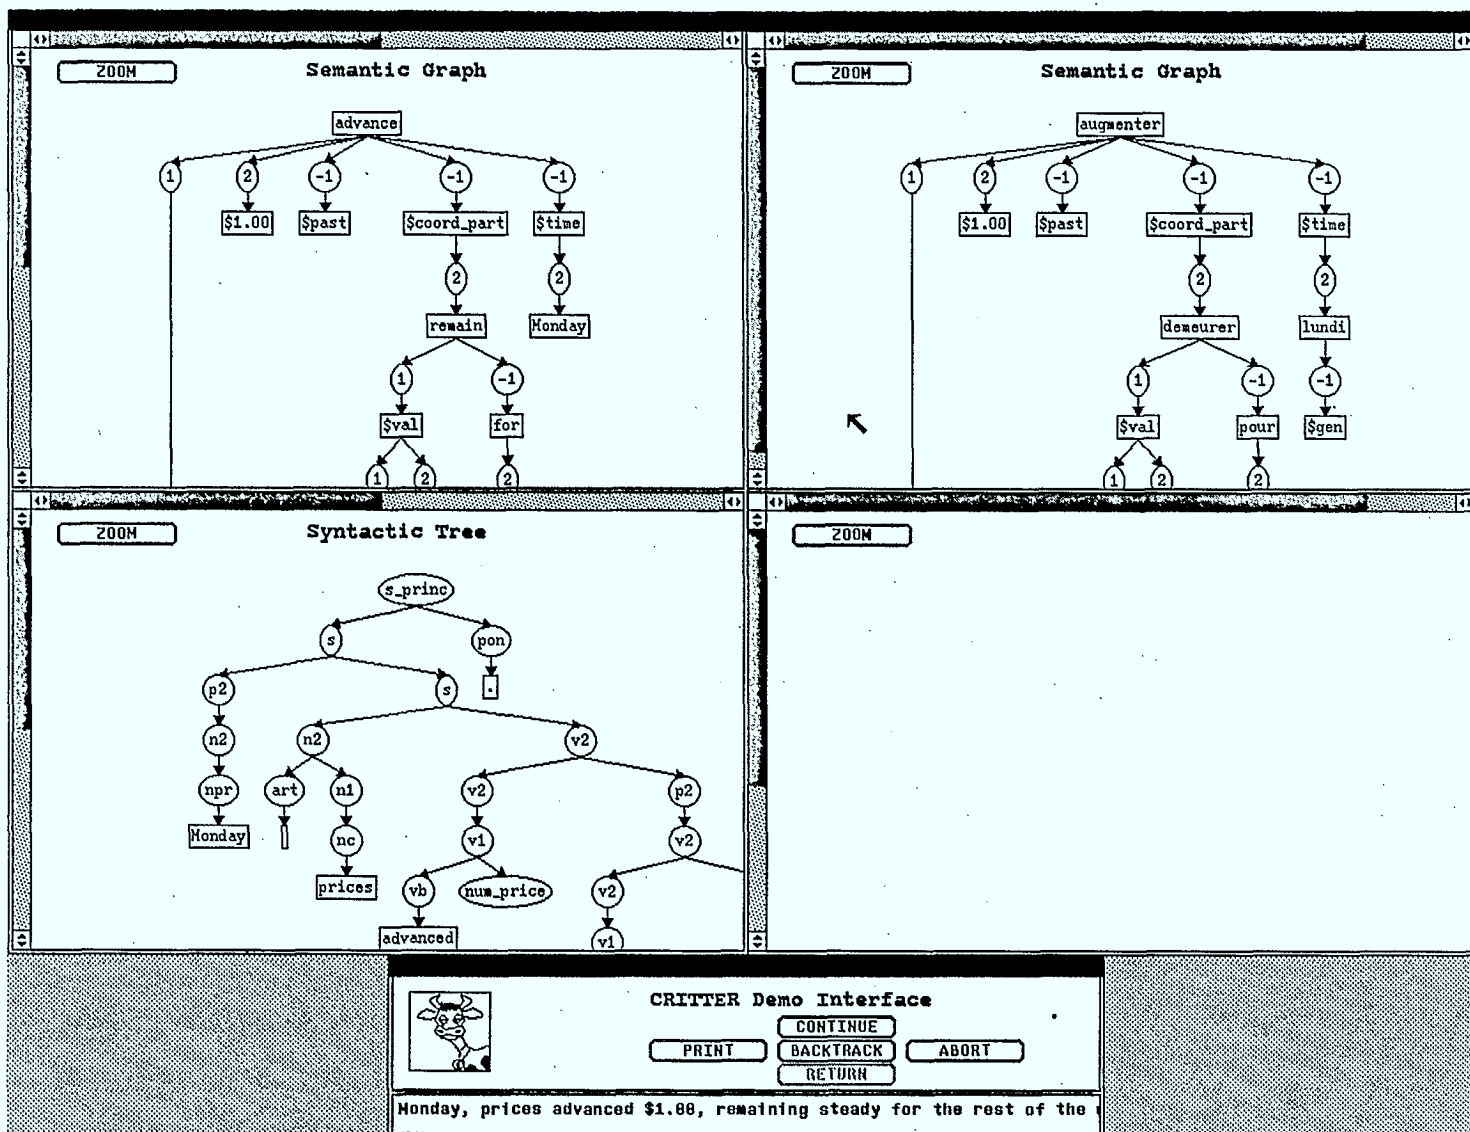 ZOOM Semantic Graph
advance
1 2 -1 -1 -1
$1.00 $past $coord_part $time
2 2
remain Monday
1 -1
$val for
1 2 2
ZOOM Semantic Graph
augmenter
1 2 -1 -1 -1
$1.00 $past $coord_part $time
2 2
demeurer lundi
1 -1 -1
$val pour $gen
1 2 2
ZOOM Syntactic Tree
s_princ
s pon
p2 s .
n2 n2 v2
npr art n1 v2 p2
Monday nc v1 v2
prices vb num_price v2
advanced v1
ZOOM
CRITTER Demo Interface
CONTINUE
PRINT BACKTRACK ABORT
RETURN
Monday, prices advanced $1.00, remaining steady for the rest of the